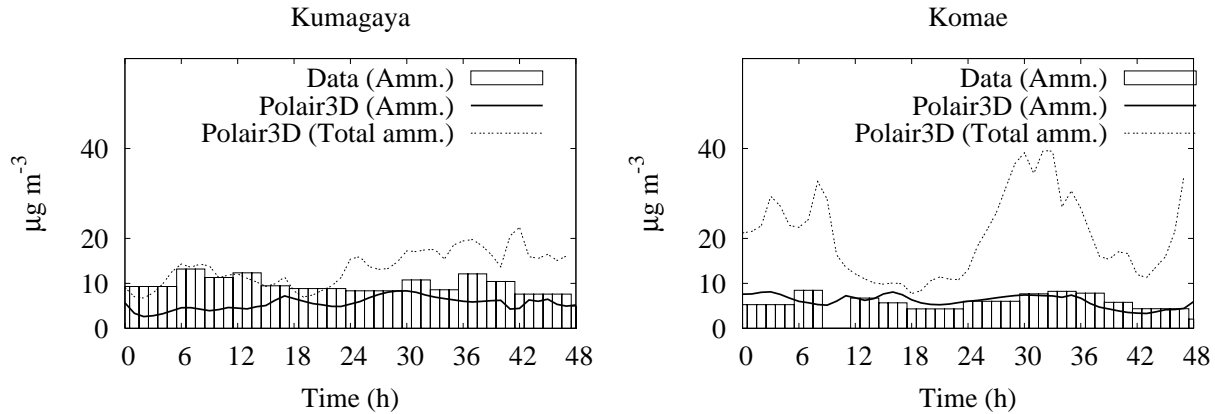 Kumagaya
Data (Amm.)
Polair3D (Amm.)
Polair3D (Total amm.)
40
20
10
0
0 6 12 18 24 30 36 42 48
µg m-3
Time (h)
Komae
Data (Amm.)
Polair3D (Amm.)
Polair3D (Total amm.)
40
20
10
0
0 6 12 18 24 30 36 42 48
µg m-3
Time (h)